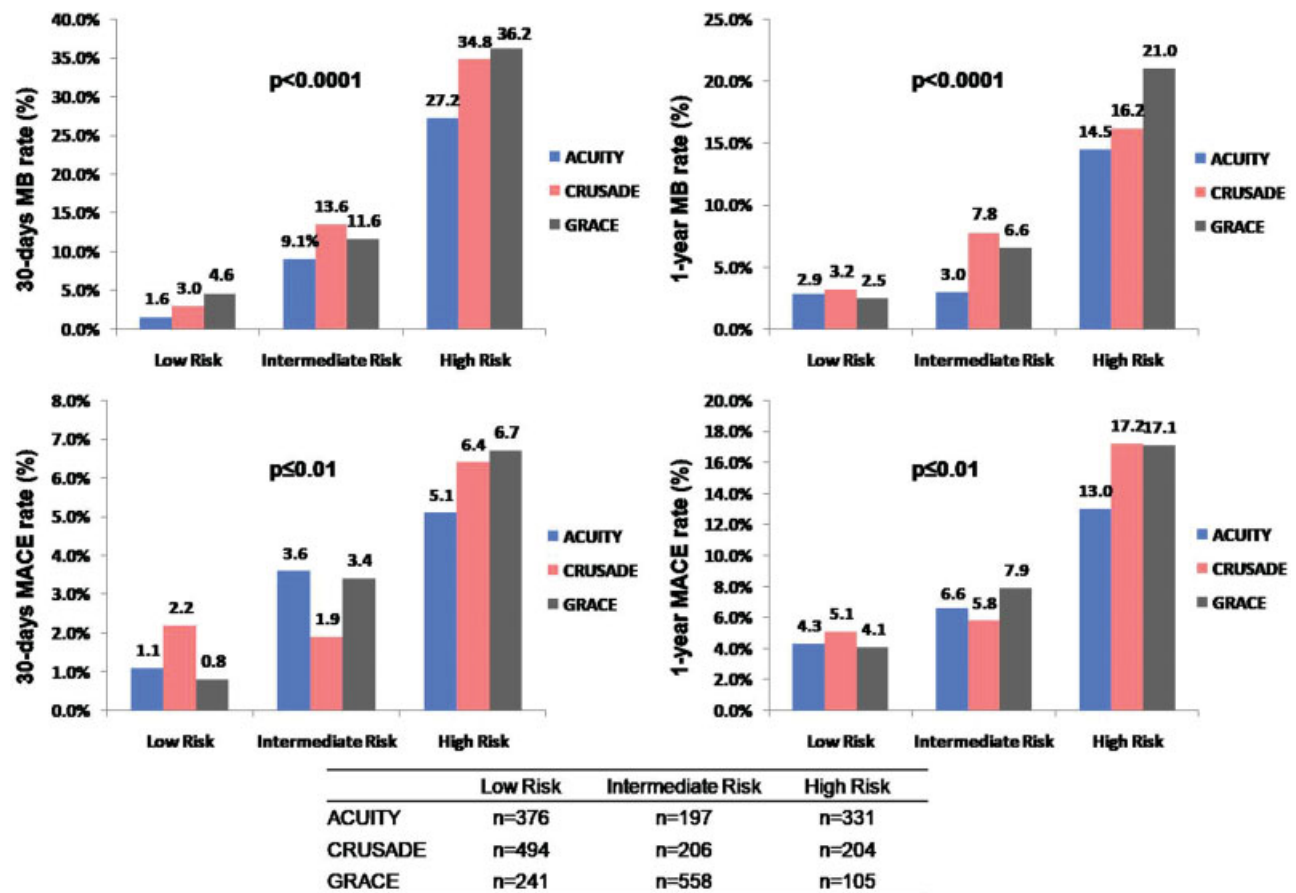 30-days MB rate (%)
40.0%
35.0%
30.0%
25.0%
20.0%
15.0%
10.0%
5.0%
0.0%
p<0.0001
1.6 3.0 4.6
9.1% 13.6 11.6
27.2 34.8 36.2
Low Risk Intermediate Risk High Risk
ACUITY
CRUSADE
GRACE
1-year MB rate (%)
20.0%
15.0%
10.0%
5.0%
0.0%
p<0.0001
2.9 3.2 2.5
3.0 7.8 6.6
14.5 16.2 21.0
Low Risk Intermediate Risk High Risk
ACUITY
CRUSADE
GRACE
30-days MACE rate (%)
8.0%
7.0%
6.0%
5.0%
4.0%
3.0%
2.0%
1.0%
0.0%
p≤0.01
1.1 2.2 0.8
3.6 1.9 3.4
5.1 6.4 6.7
Low Risk Intermediate Risk High Risk
ACUITY
CRUSADE
GRACE
1-year MACE rate (%)
20.0%
18.0%
16.0%
14.0%
12.0%
10.0%
8.0%
6.0%
4.0%
2.0%
0.0%
p≤0.01
4.3 5.1 4.1
6.6 5.8 7.9
13.0 17.2 17.1
Low Risk Intermediate Risk High Risk
ACUITY
CRUSADE
GRACE
Low Risk Intermediate Risk High Risk
ACUITY n=376 n=197 n=331
CRUSADE n=494 n=206 n=204
GRACE n=241 n=558 n=105